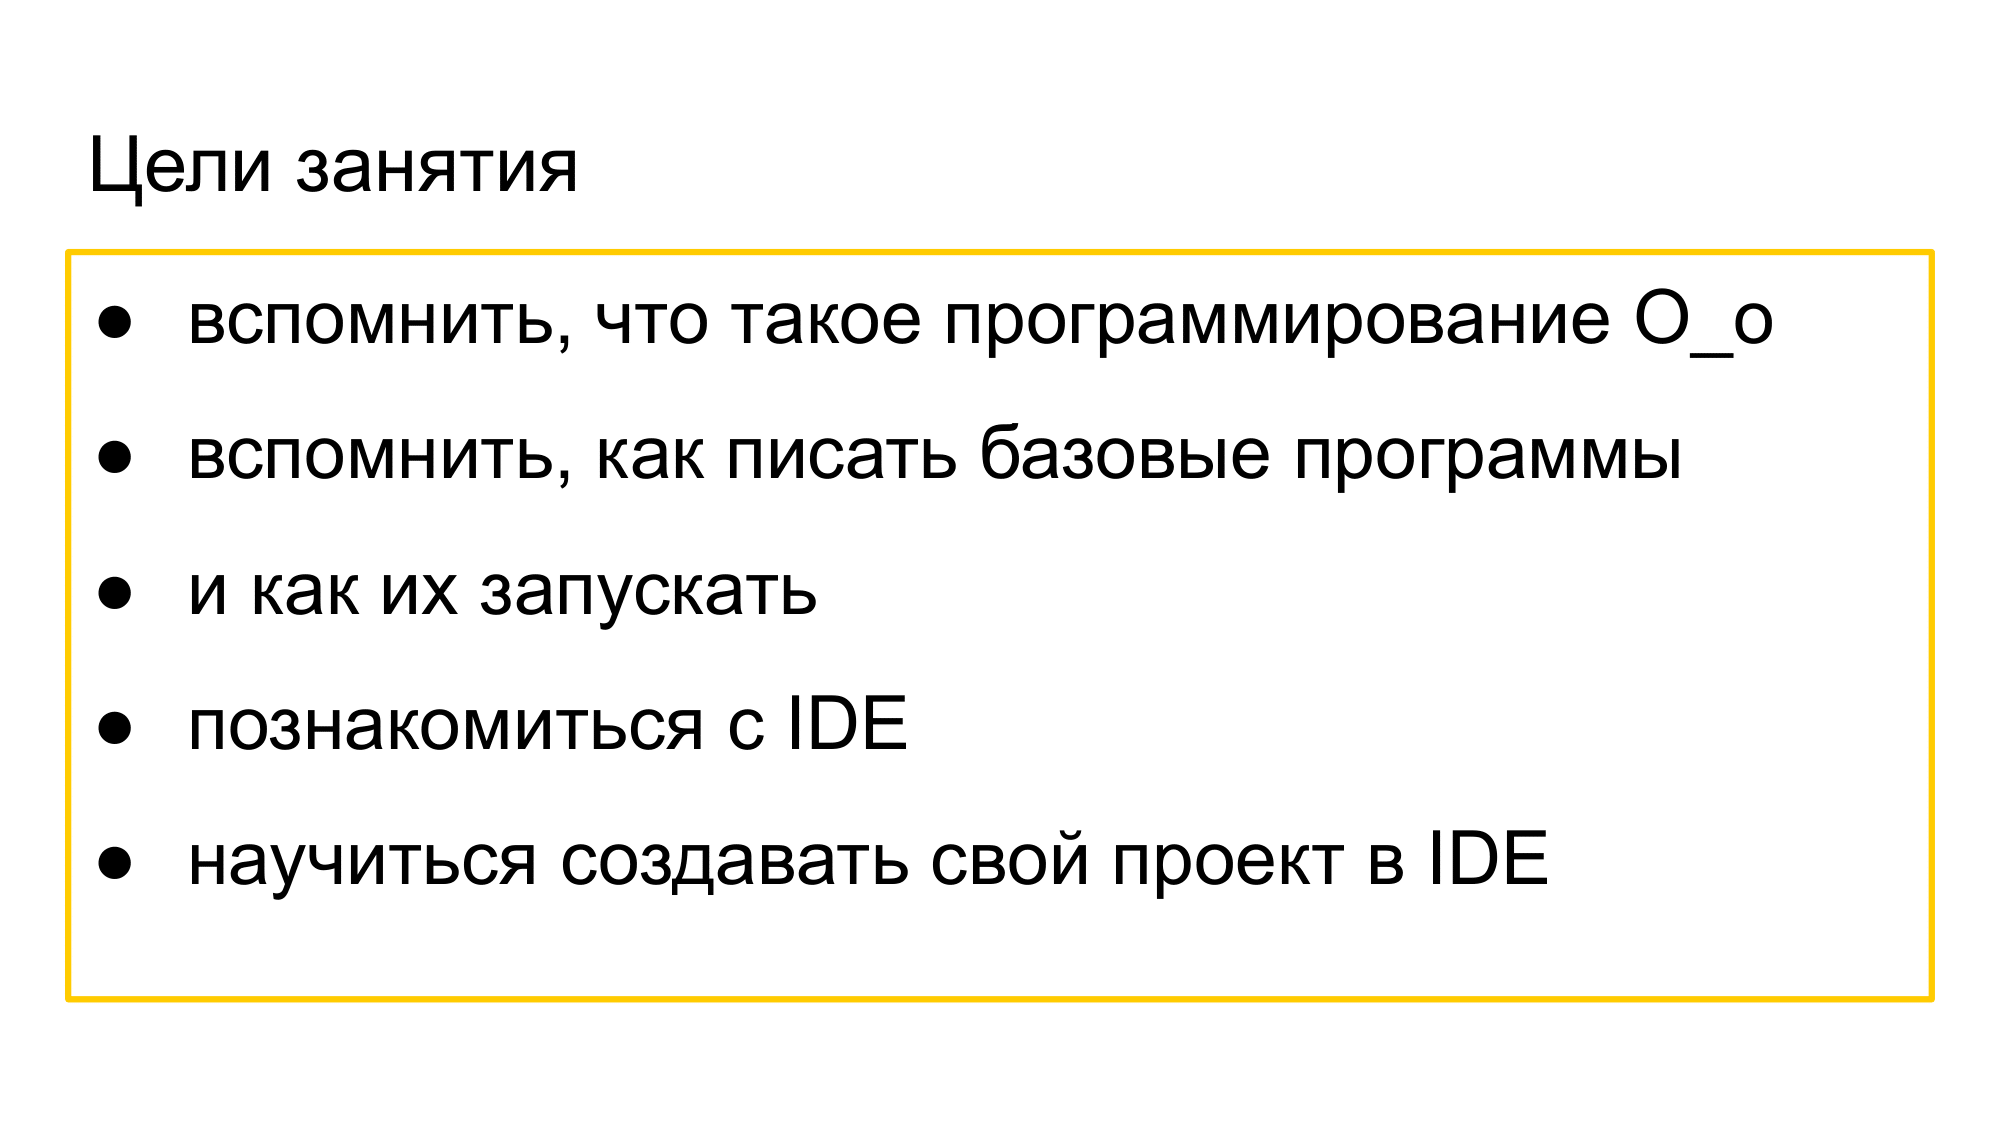 Цели занятия
● вспомнить, что такое программирование O_o
● вспомнить, как писать базовые программы
● и как их запускать
● познакомиться с IDE
● научиться создавать свой проект в IDE